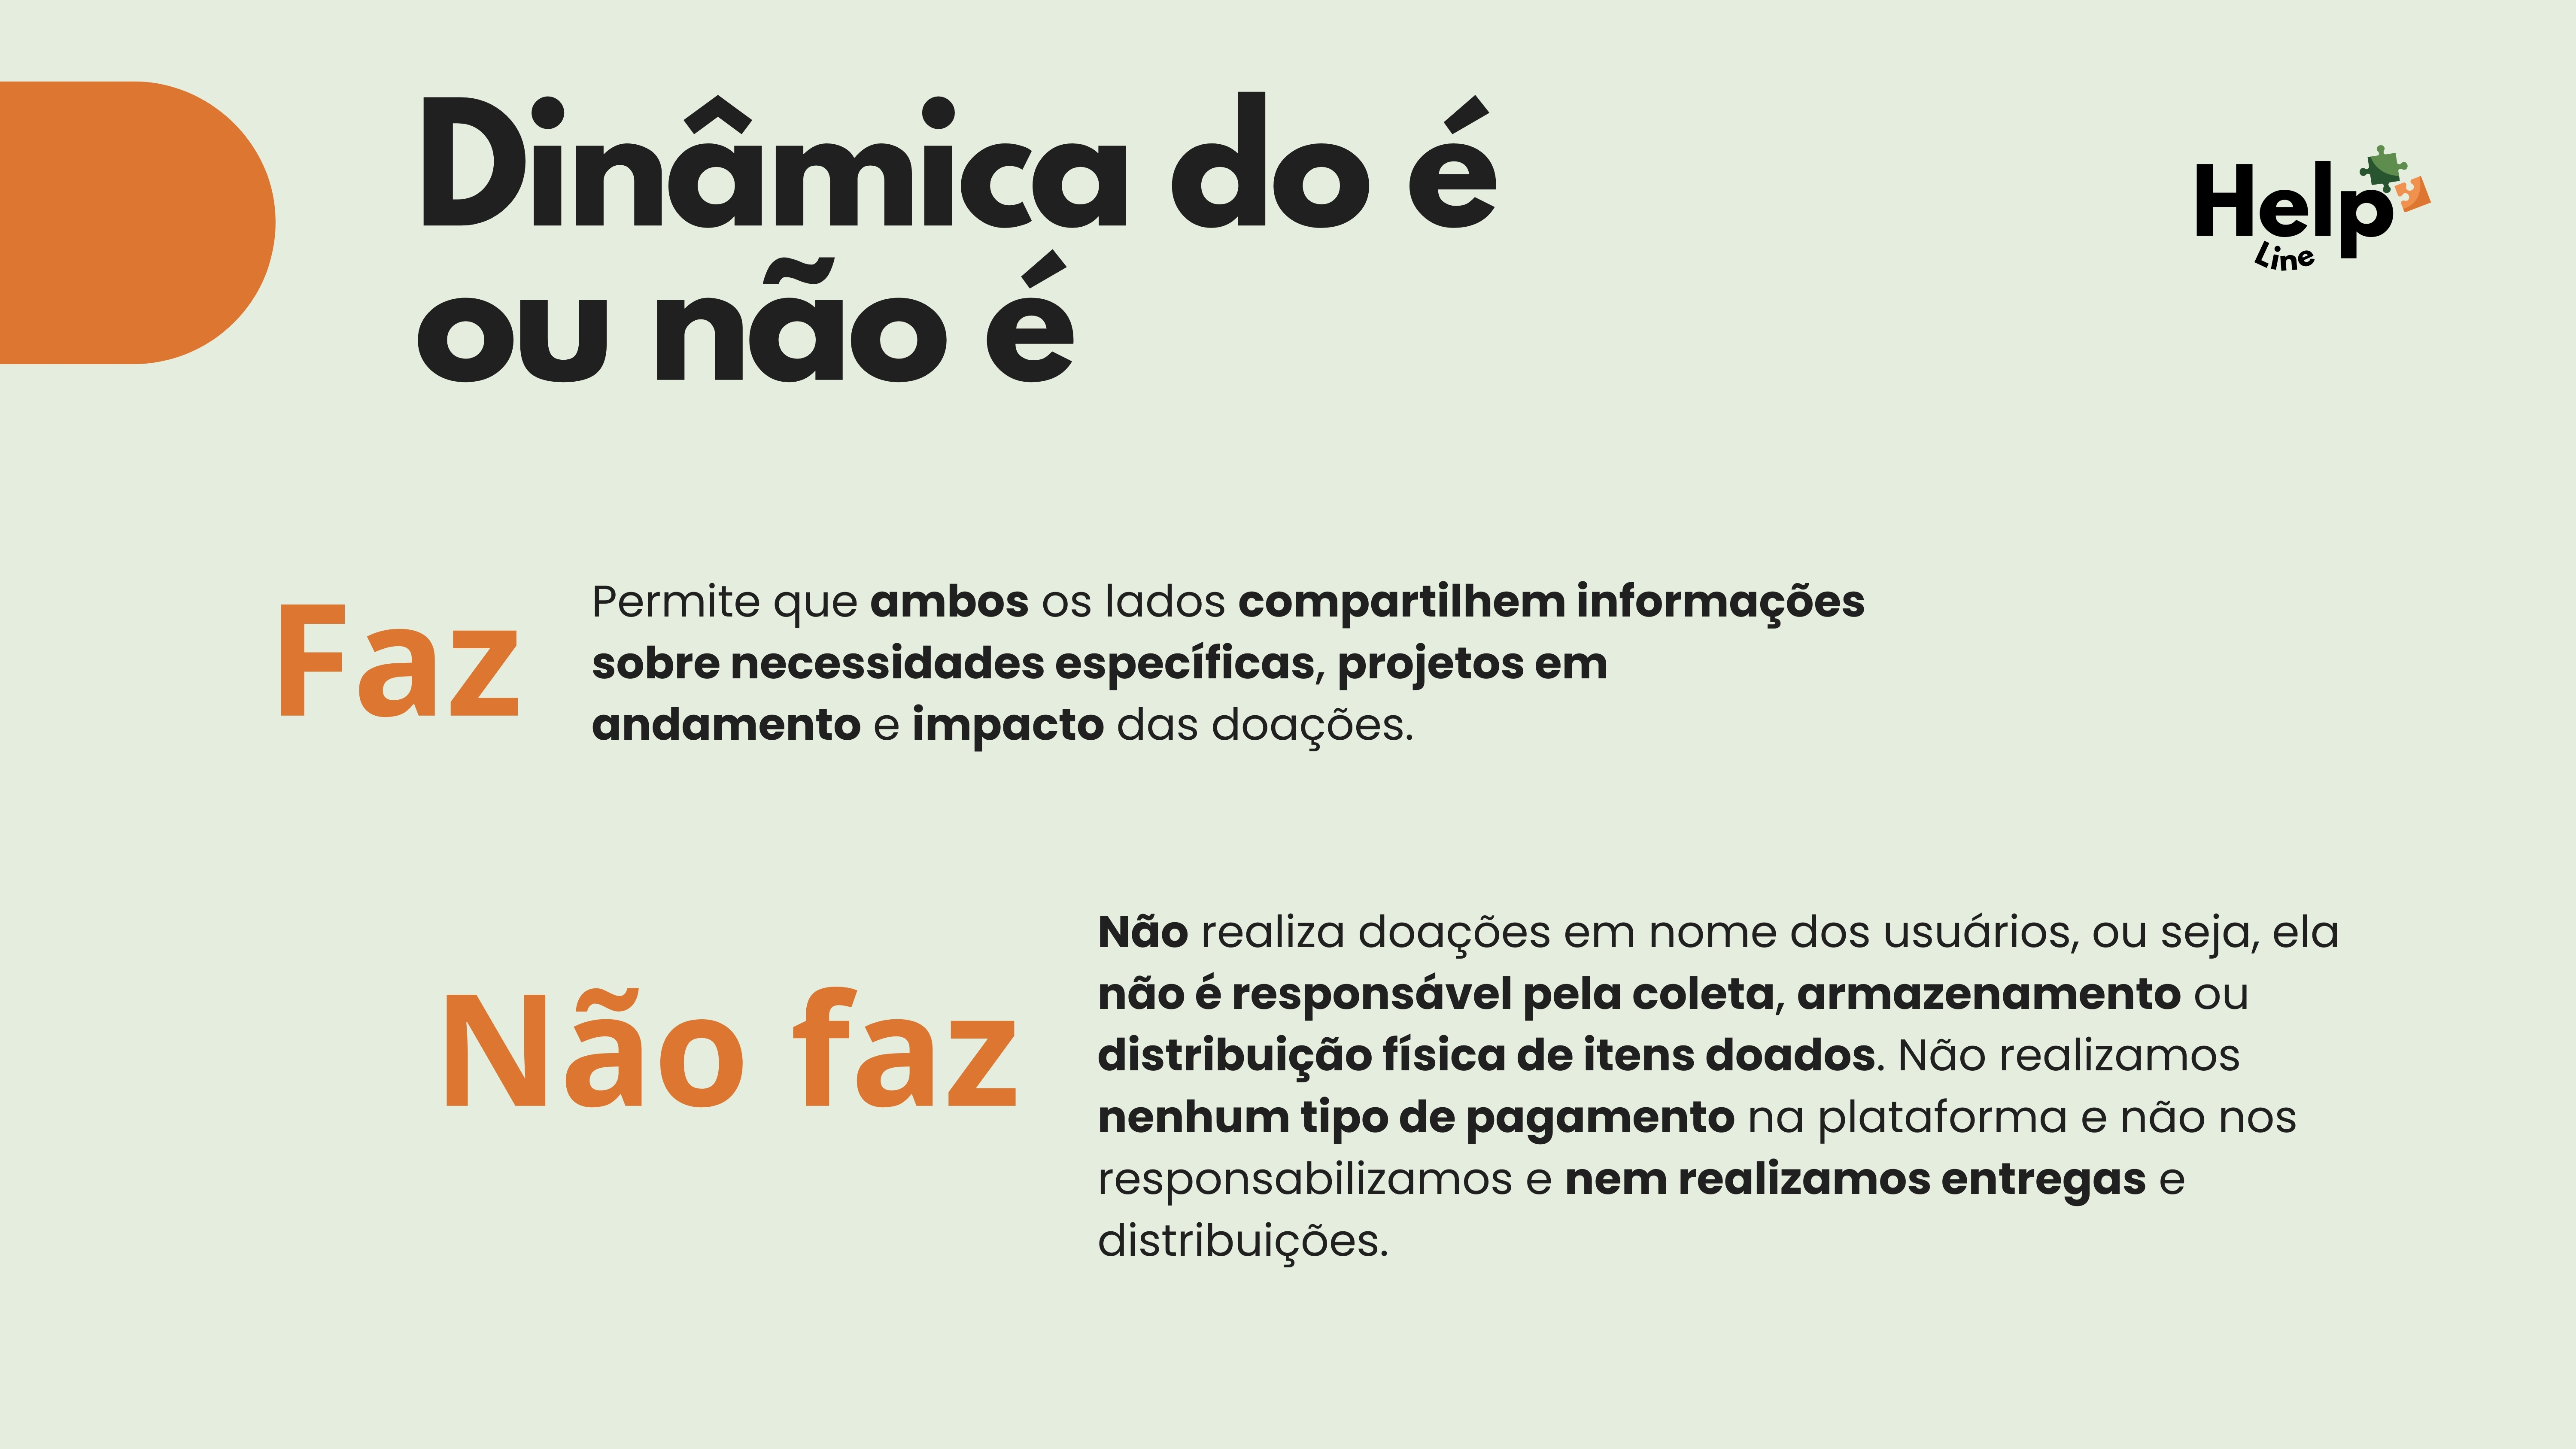 Dinâmica do é
ou não é
Help
Line
Faz
Permite que ambos os lados compartilhem informações
sobre necessidades específicas, projetos em
andamento e impacto das doações.
Não faz
Não realiza doações em nome dos usuários, ou seja, ela
não é responsável pela coleta, armazenamento ou
distribuição física de itens doados. Não realizamos
nenhum tipo de pagamento na plataforma e não nos
responsabilizamos e nem realizamos entregas e
distribuições.